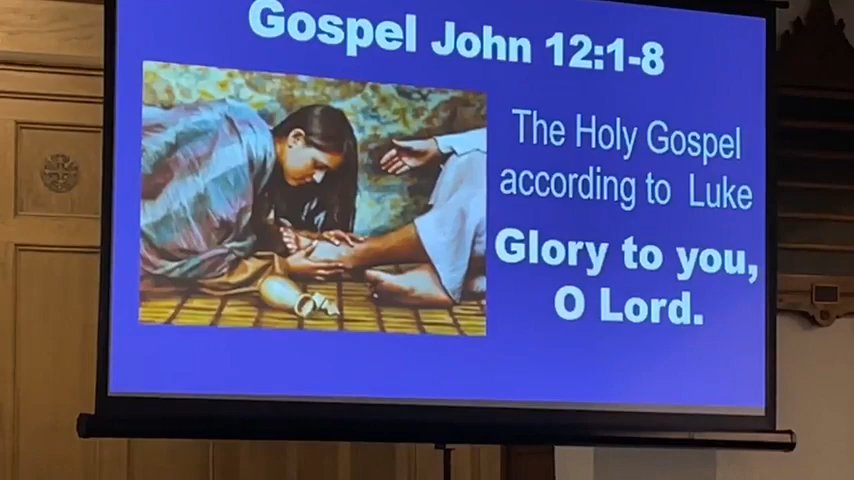 Gospel John 12:1-8
The Holy Gospel
according to Luke
Glory to you,
O Lord.